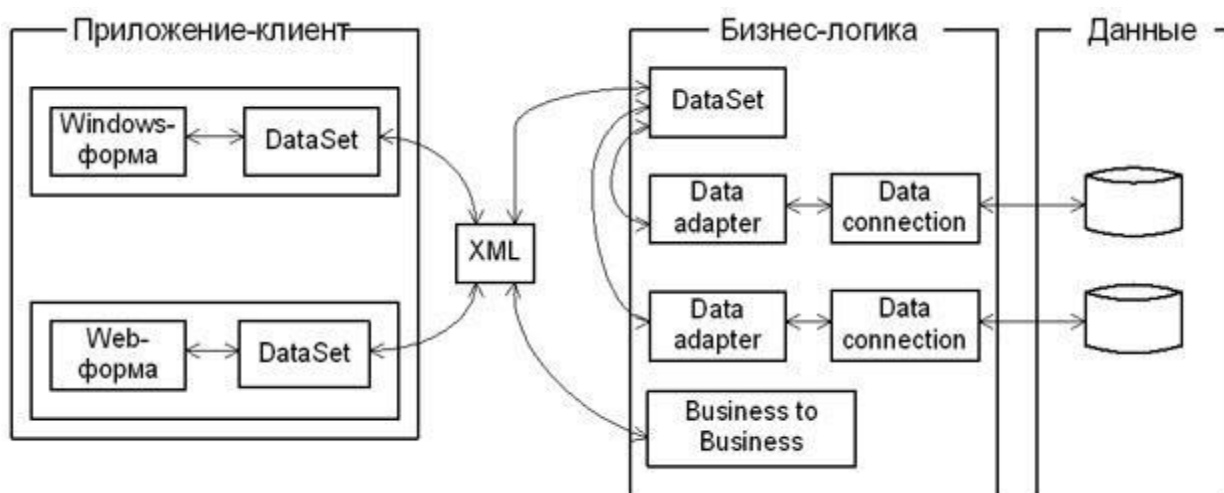 Приложение-клиент
Windows-
форма
DataSet
Web-
форма
DataSet
XML
Бизнес-логика
DataSet
Data
adapter
Data
connection
Data
adapter
Data
connection
Business to
Business
Данные